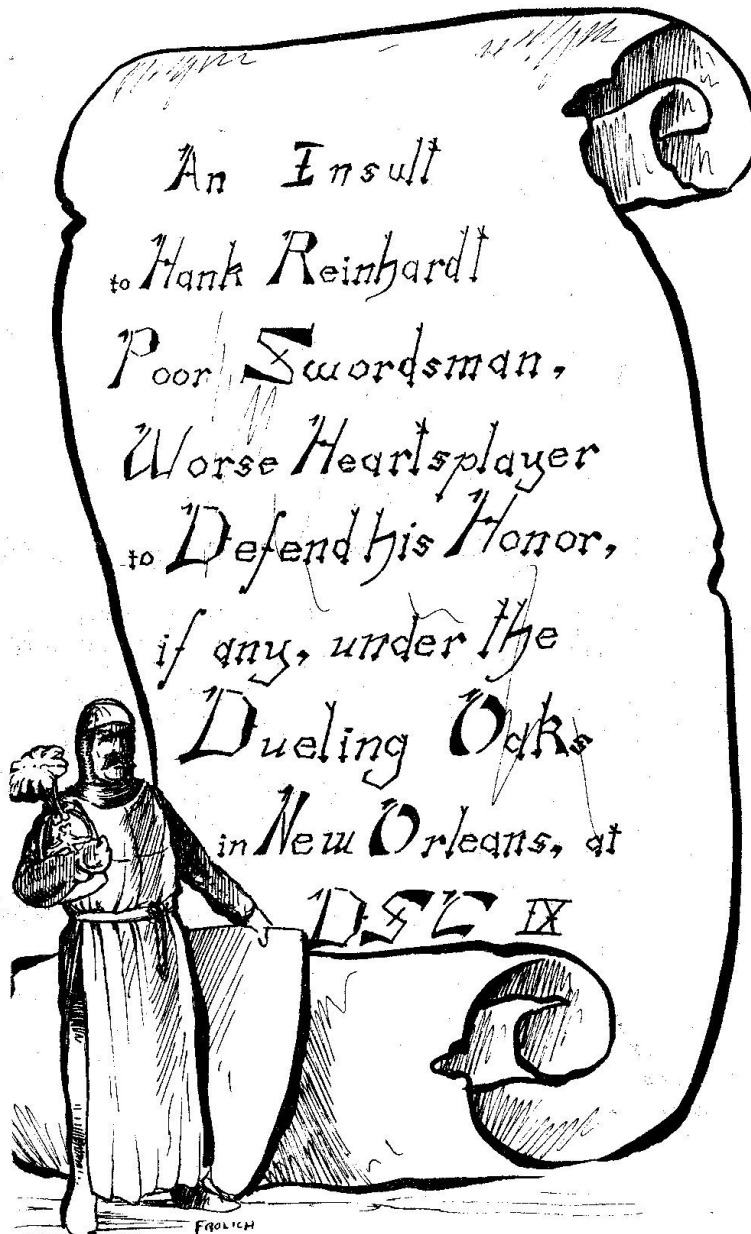 An Insult
to Hank Reinhardt
Poor Swordsman,
Worse Heartsplayer
to Defend his Honor,
if any, under the
Dueling Oaks
in New Orleans, at
DSC IX
FROLICH